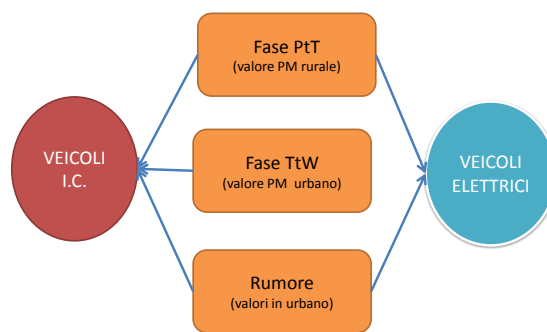 Fase PtT
(valore PM rurale)
VEICOLI
I.C.
Fase TtW
(valore PM urbano)
VEICOLI
ELETTRICI
Rumore
(valori in urbano)